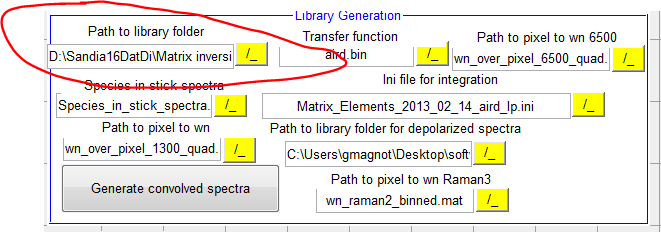 Library Generation
Path to library folder
D:\Sandia16DatDi\Matrix inversi
/_
Transfer function
aird.bin
/_
Path to pixel to wn 6500
wn_over_pixel_6500_quad.
/_
Species in stick spectra
Species_in_stick_spectra.
/_
Ini file for integration
Matrix_Elements_2013_02_14_aird_lp.ini
/_
Path to pixel to wn
wn_over_pixel_1300_quad.
/_
Path to library folder for depolarized spectra
C:\Users\gmagnot\Desktop\soft
/_
Generate convolved spectra
Path to pixel to wn Raman3
wn_raman2_binned.mat
/_